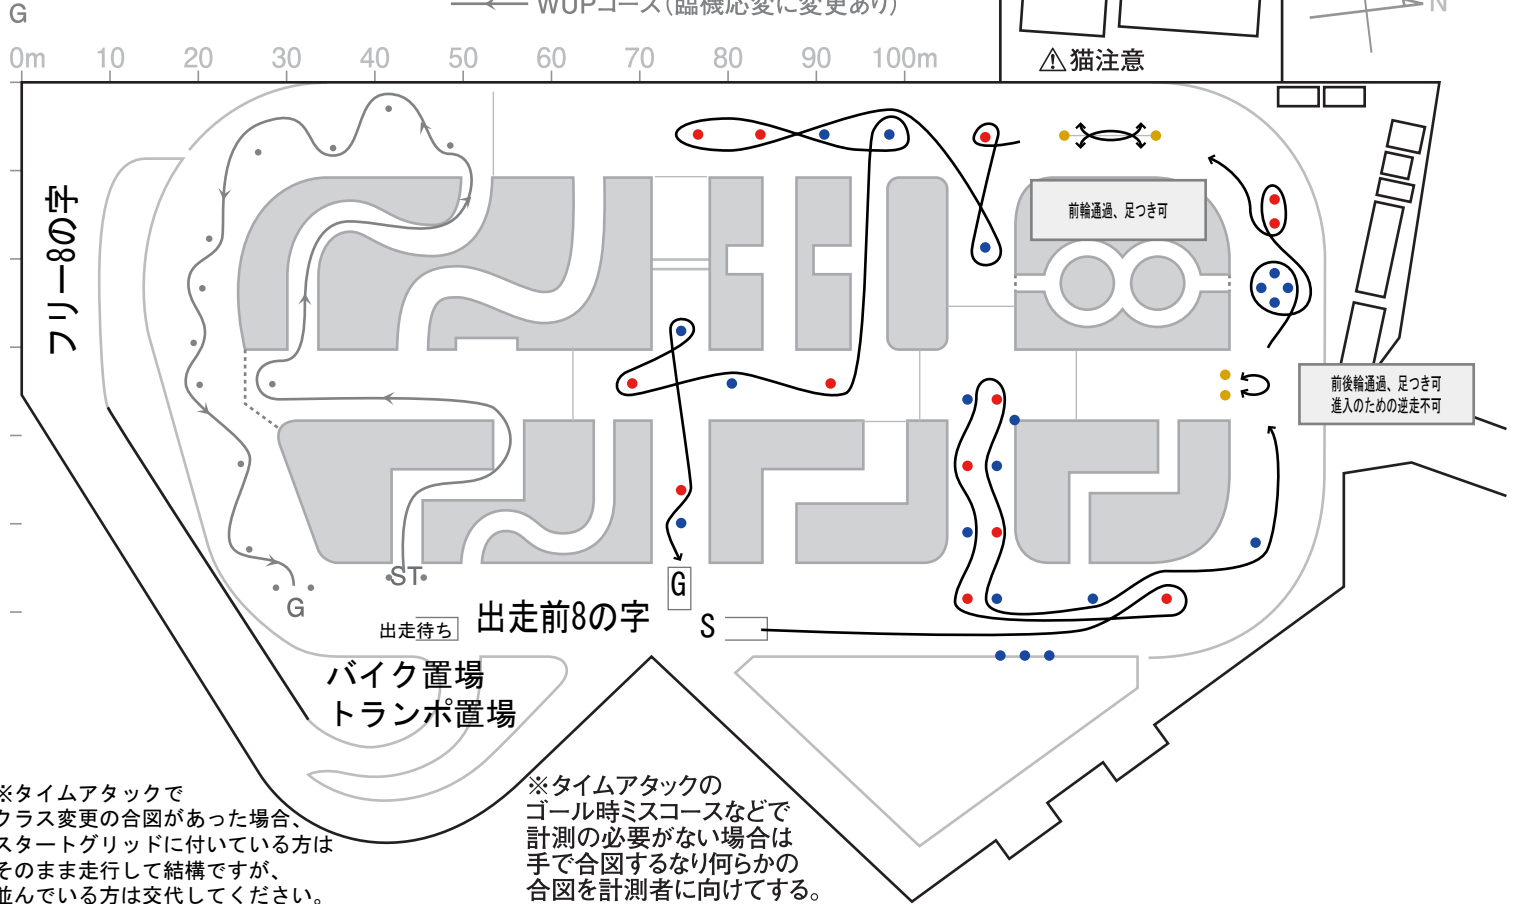 G
WUPコース（臨機応変に変更あり）
N
0m 10 20 30 40 50 60 70 80 90 100m
⚠猫注意
フリー8の字
前輪通過、足つき可
前後輪通過、足つき可
進入のための逆走不可
ST
G
G
S
出走待ち
出走前8の字
バイク置場
トランポ置場
※タイムアタックで
クラス変更の合図があった場合、
スタートグリッドに付いている方は
そのまま走行して結構ですが、
並んでいる方は交代してください。
※タイムアタックの
ゴール時ミスコースなどで
計測の必要がない場合は
手で合図するなり何らかの
合図を計測者に向けてする。